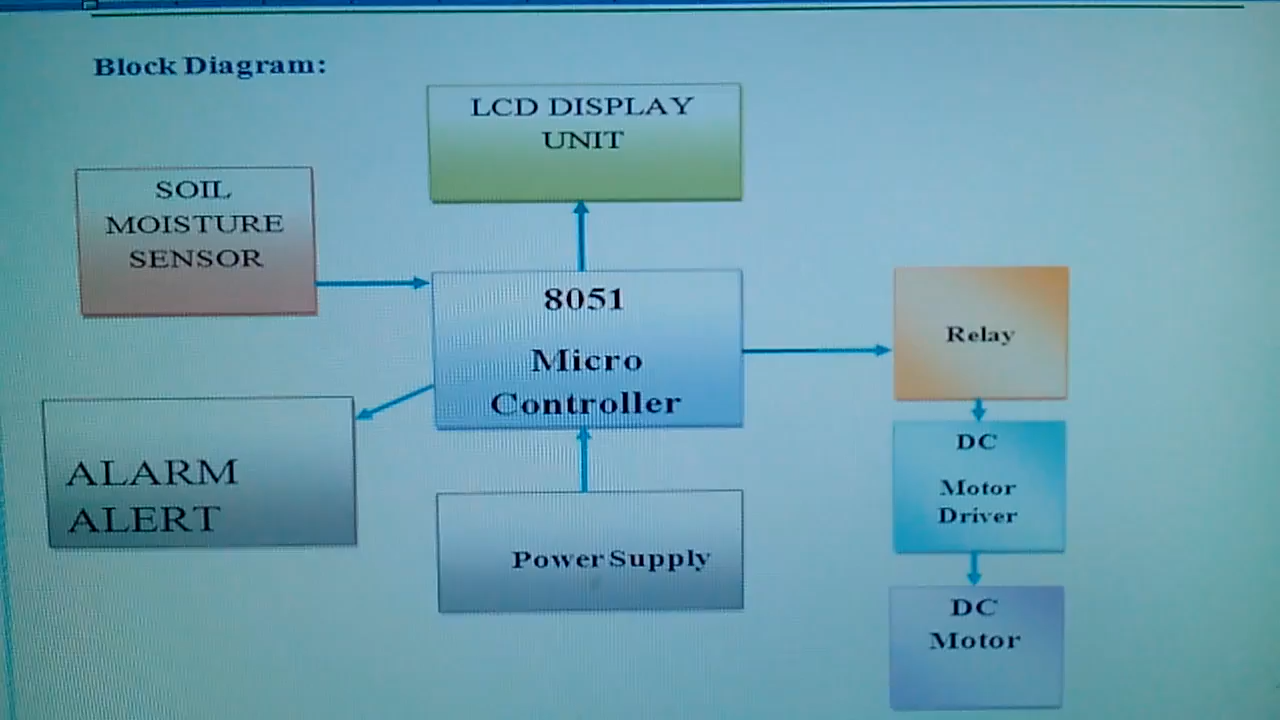 Block Diagram:
LCD DISPLAY
UNIT
SOIL
MOISTURE
SENSOR
8051
Micro
Controller
Relay
ALARM
ALERT
DC
Motor
Driver
Power Supply
DC
Motor